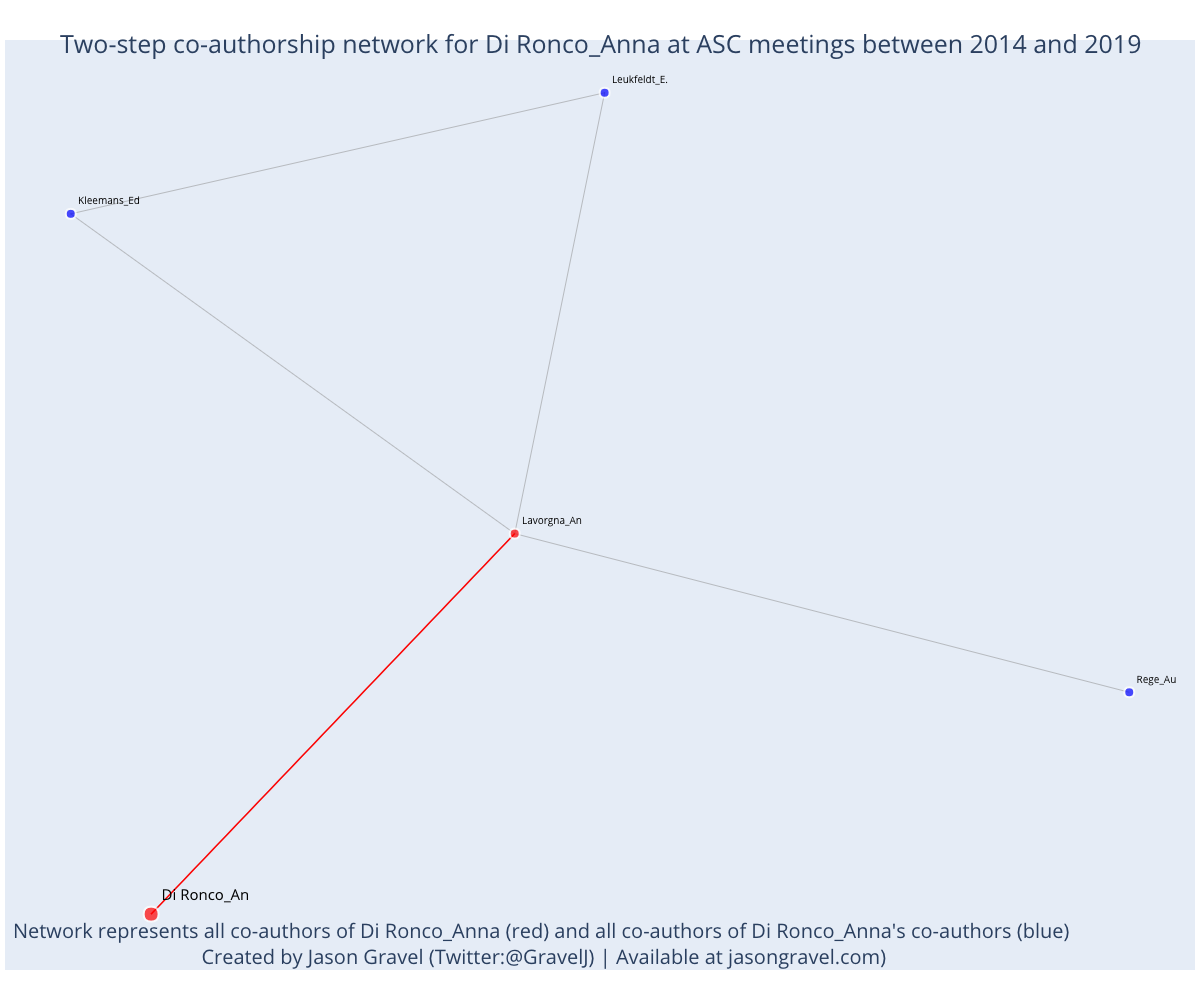 Two-step co-authorship network for Di Ronco_Anna at ASC meetings between 2014 and 2019
Leukfeldt_E.
Kleemans_Ed
Lavorgna_An
Rege_Au
Di Ronco_An
Network represents all co-authors of Di Ronco_Anna (red) and all co-authors of Di Ronco_Anna's co-authors (blue)
Created by Jason Gravel (Twitter:@GravelJ) | Available at jasongravel.com)